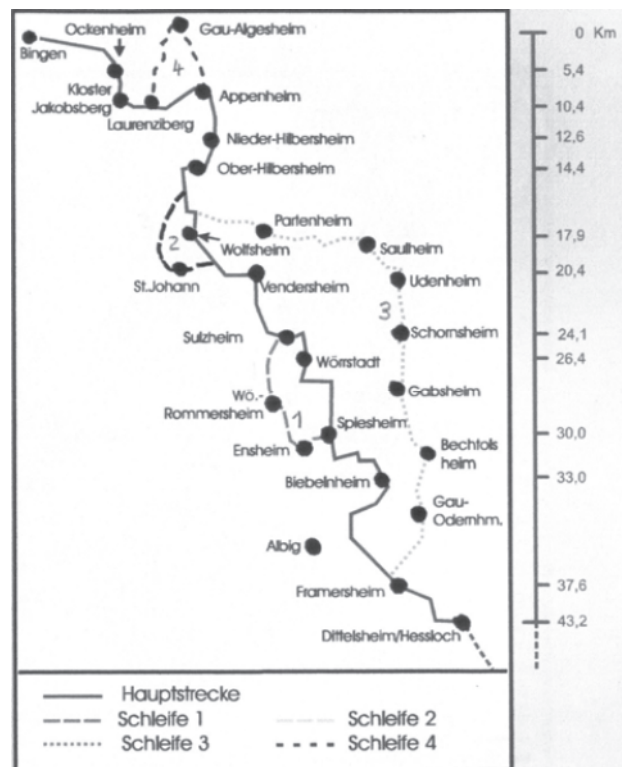 Ockenheim
Gau-Algesheim
Bingen
4
Kloster
Jakobsberg
Laurenziberg
Appenheim
Nieder-Hilbersheim
Ober-Hilbersheim
Partenheim
2
Wolfsheim
Saulheim
St.Johann
Vendersheim
Udenheim
3
Sulzheim
Schornsheim
Wörrstadt
Wö.-
Rommersheim
Gabsheim
1
Spiesheim
Ensheim
Bechtols
heim
Biebelnheim
Gau-
Odernhm.
Albig
Framersheim
Dittelsheim/Hessloch
0 Km
5,4
10,4
12,6
14,4
17,9
20,4
24,1
26,4
30,0
33,0
37,6
43,2
Hauptstrecke
Schleife 1
Schleife 2
Schleife 3
Schleife 4